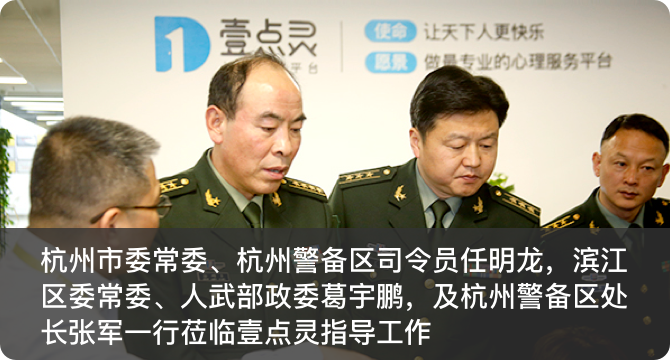 壹点灵
平台
使命 让天下人更快乐
愿景 做最专业的心理服务平台
杭州市委常委、杭州警备区司令员任明龙，滨江
区委常委、人武部政委葛宇鹏，及杭州警备区处
长张军一行莅临壹点灵指导工作